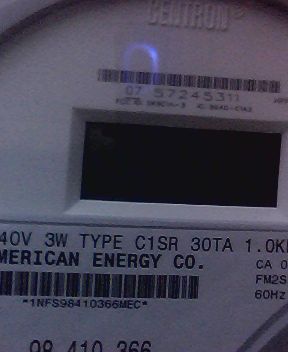 CENTRON®
07 57245311
40V 3W TYPE C1SR 30TA 1.0K
MERICAN ENERGY CO.
CA 0
FM2S
60Hz
*1NFS98410366MEC*
98 410 366